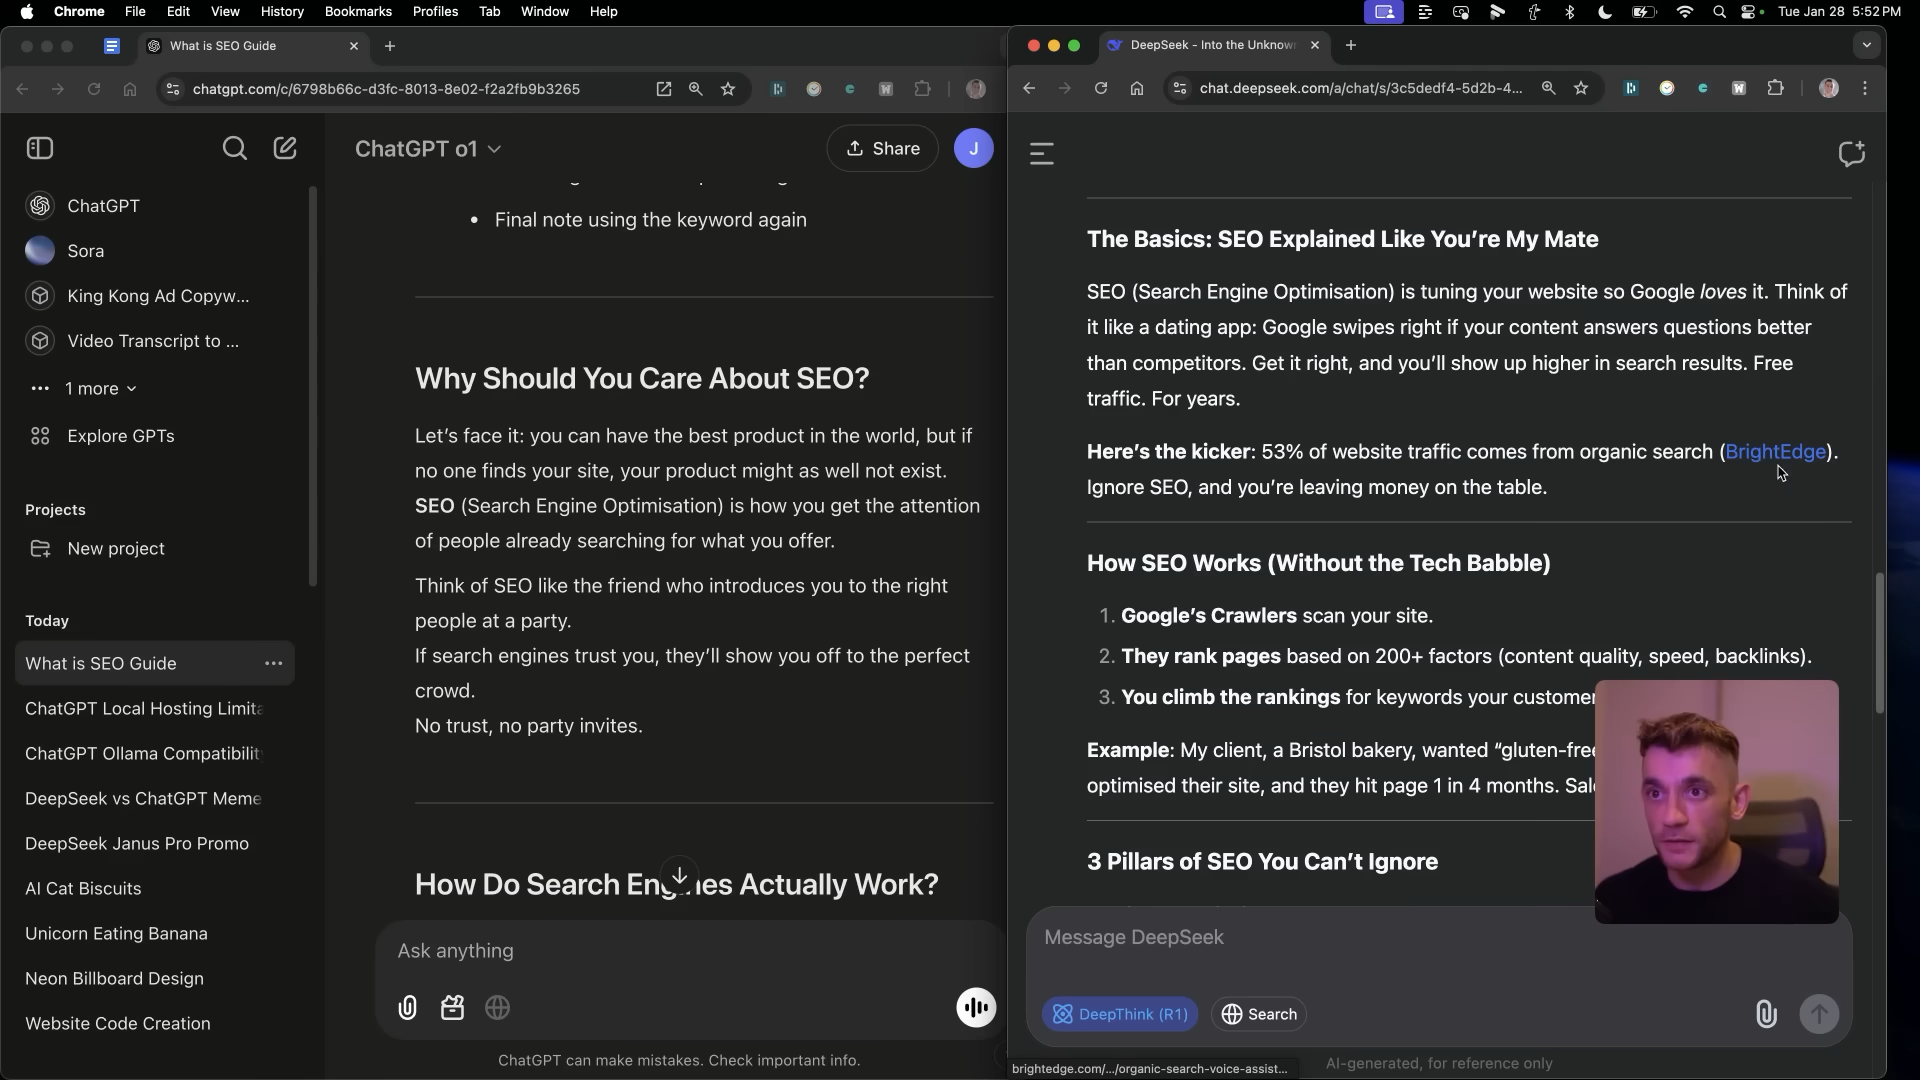 Chrome File Edit View History Bookmarks Profiles Tab Window Help
Tue Jan 28 5:52 PM
What is SEO Guide
chatgpt.com/c/6798b66c-d3fc-8013-8e02-f2a2fb9b3265
ChatGPT
Sora
King Kong Ad Copyw...
Video Transcript to ...
1 more
Explore GPTs
Projects
New project
Today
What is SEO Guide
ChatGPT Local Hosting Limita
ChatGPT Ollama Compatibilit
DeepSeek vs ChatGPT Meme
DeepSeek Janus Pro Promo
AI Cat Biscuits
Unicorn Eating Banana
Neon Billboard Design
Website Code Creation
ChatGPT o1
Share
J
• Final note using the keyword again
Why Should You Care About SEO?
Let’s face it: you can have the best product in the world, but if
no one finds your site, your product might as well not exist.
SEO (Search Engine Optimisation) is how you get the attention
of people already searching for what you offer.
Think of SEO like the friend who introduces you to the right
people at a party.
If search engines trust you, they’ll show you off to the perfect
crowd.
No trust, no party invites.
How Do Search Engines Actually Work?
Ask anything
ChatGPT can make mistakes. Check important info.
DeepSeek - Into the Unknown
chat.deepseek.com/a/chat/s/3c5dedf4-5d2b-4...
The Basics: SEO Explained Like You’re My Mate
SEO (Search Engine Optimisation) is tuning your website so Google loves it. Think of
it like a dating app: Google swipes right if your content answers questions better
than competitors. Get it right, and you’ll show up higher in search results. Free
traffic. For years.
Here’s the kicker: 53% of website traffic comes from organic search (BrightEdge).
Ignore SEO, and you’re leaving money on the table.
How SEO Works (Without the Tech Babble)
1. Google’s Crawlers scan your site.
2. They rank pages based on 200+ factors (content quality, speed, backlinks).
3. You climb the rankings for keywords your custome
Example: My client, a Bristol bakery, wanted “gluten-fre
optimised their site, and they hit page 1 in 4 months. Sal
3 Pillars of SEO You Can’t Ignore
Message DeepSeek
DeepThink (R1)
Search
brightedge.com/.../organic-search-voice-assist...
AI-generated, for reference only